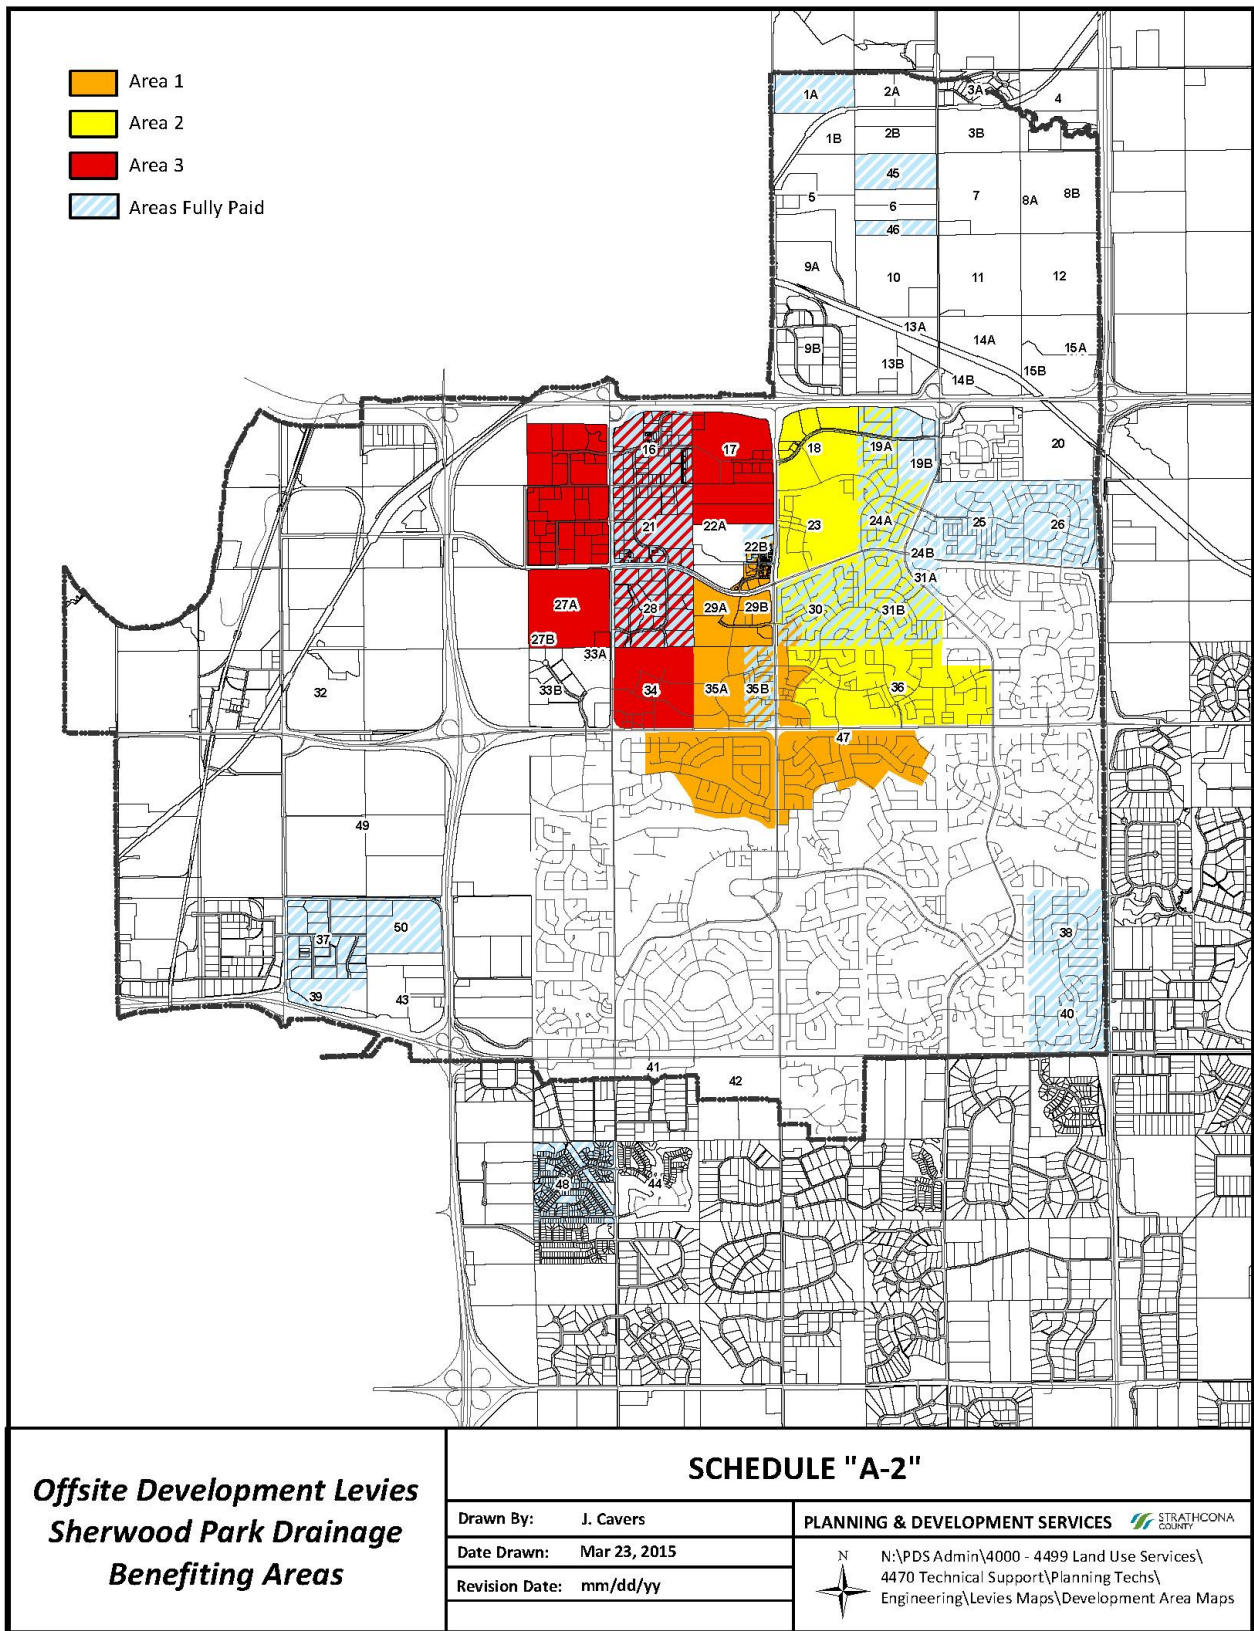 Area 1
Area 2
Area 3
Areas Fully Paid
1A
2A
3A
4
1B
2B
3B
45
5
6
7
8A
8B
46
9A
10
11
12
13A
14A
15A
9B
13B
14B
15B
16
17
18
19A
19B
20
21
22A
23
24A
25
26
22B
24B
31A
27A
28
29A
29B
30
31B
27B
33A
32
33B
34
35A
35B
36
47
49
37
50
38
39
43
40
41
42
48
44
Offsite Development Levies
Sherwood Park Drainage
Benefiting Areas
SCHEDULE "A-2"
Drawn By: J. Cavers
Date Drawn: Mar 23, 2015
Revision Date: mm/dd/yy
PLANNING & DEVELOPMENT SERVICES
STRATHCONA
COUNTY
N
N:\PDS Admin\4000 - 4499 Land Use Services\
4470 Technical Support\Planning Techs\
Engineering\Levies Maps\Development Area Maps